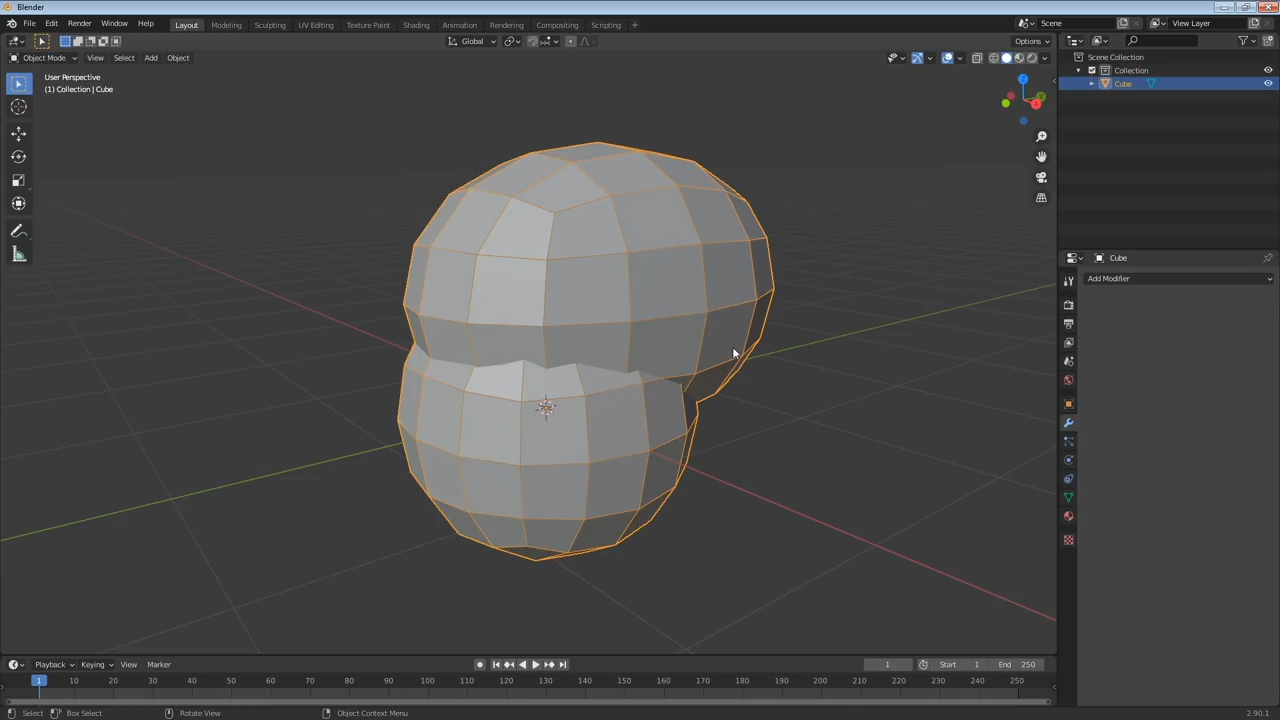 Blender
File Edit Render Window Help Layout Modeling Sculpting UV Editing Texture Paint Shading Animation Rendering Compositing Scripting + Scene View Layer
Global Options
Object Mode View Select Add Object
User Perspective
(1) Collection | Cube
Z
Y
X
Scene Collection
Collection
Cube
Cube
Add Modifier
Playback Keying View Marker 1 Start 1 End 250
1 10 20 30 40 50 60 70 80 90 100 110 120 130 140 150 160 170 180 190 200 210 220 230 240 250
Select Box Select Rotate View Object Context Menu 2.90.1